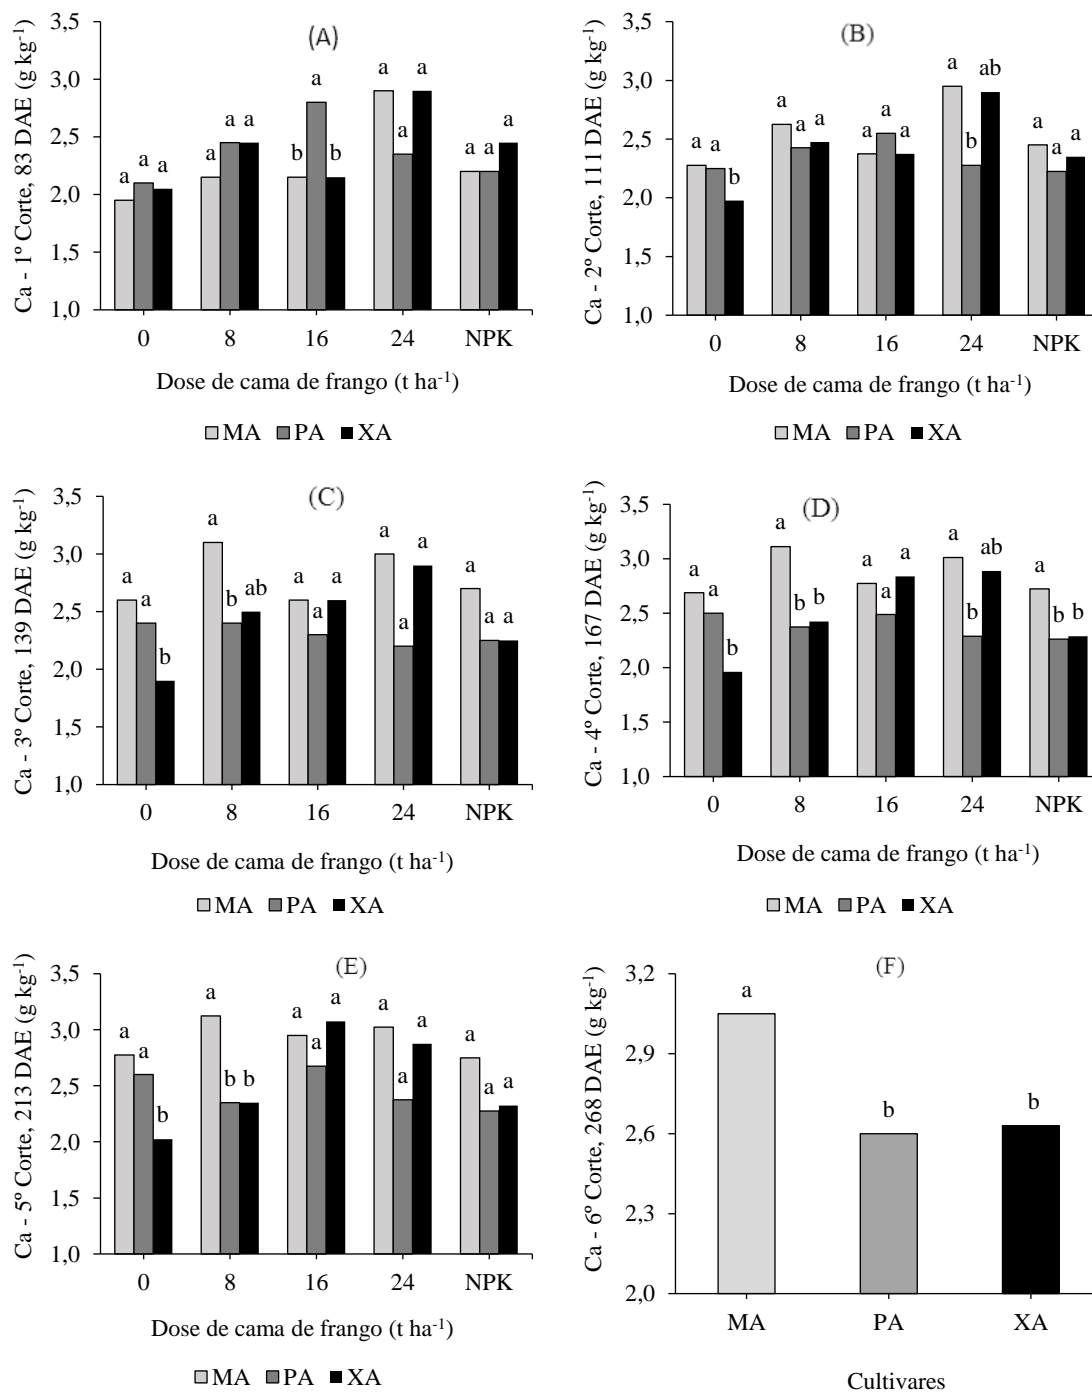 (A)
Ca - 1º Corte, 83 DAE (g kg⁻¹)
3,5
3,0
2,5
2,0
1,5
1,0
a a a
a a a
b a b
a a a
a a a
0 8 16 24 NPK
Dose de cama de frango (t ha⁻¹)
MA PA XA
(B)
Ca - 2º Corte, 111 DAE (g kg⁻¹)
3,5
3,0
2,5
2,0
1,5
1,0
a a b
a a a
a a a
a b ab
a a a
0 8 16 24 NPK
Dose de cama de frango (t ha⁻¹)
MA PA XA
(C)
Ca - 3º Corte, 139 DAE (g kg⁻¹)
3,5
3,0
2,5
2,0
1,5
1,0
a a b
a b ab
a a a
a a a
a a a
0 8 16 24 NPK
Dose de cama de frango (t ha⁻¹)
MA PA XA
(D)
Ca - 4º Corte, 167 DAE (g kg⁻¹)
3,5
3,0
2,5
2,0
1,5
1,0
a a b
a b b
a a a
a b ab
a b b
0 8 16 24 NPK
Dose de cama de frango (t ha⁻¹)
MA PA XA
(E)
Ca - 5º Corte, 213 DAE (g kg⁻¹)
3,5
3,0
2,5
2,0
1,5
1,0
a a b
a b b
a a a
a a a
a a a
0 8 16 24 NPK
Dose de cama de frango (t ha⁻¹)
MA PA XA
(F)
Ca - 6º Corte, 268 DAE (g kg⁻¹)
3,2
2,9
2,6
2,3
2,0
a b b
MA PA XA
Cultivares